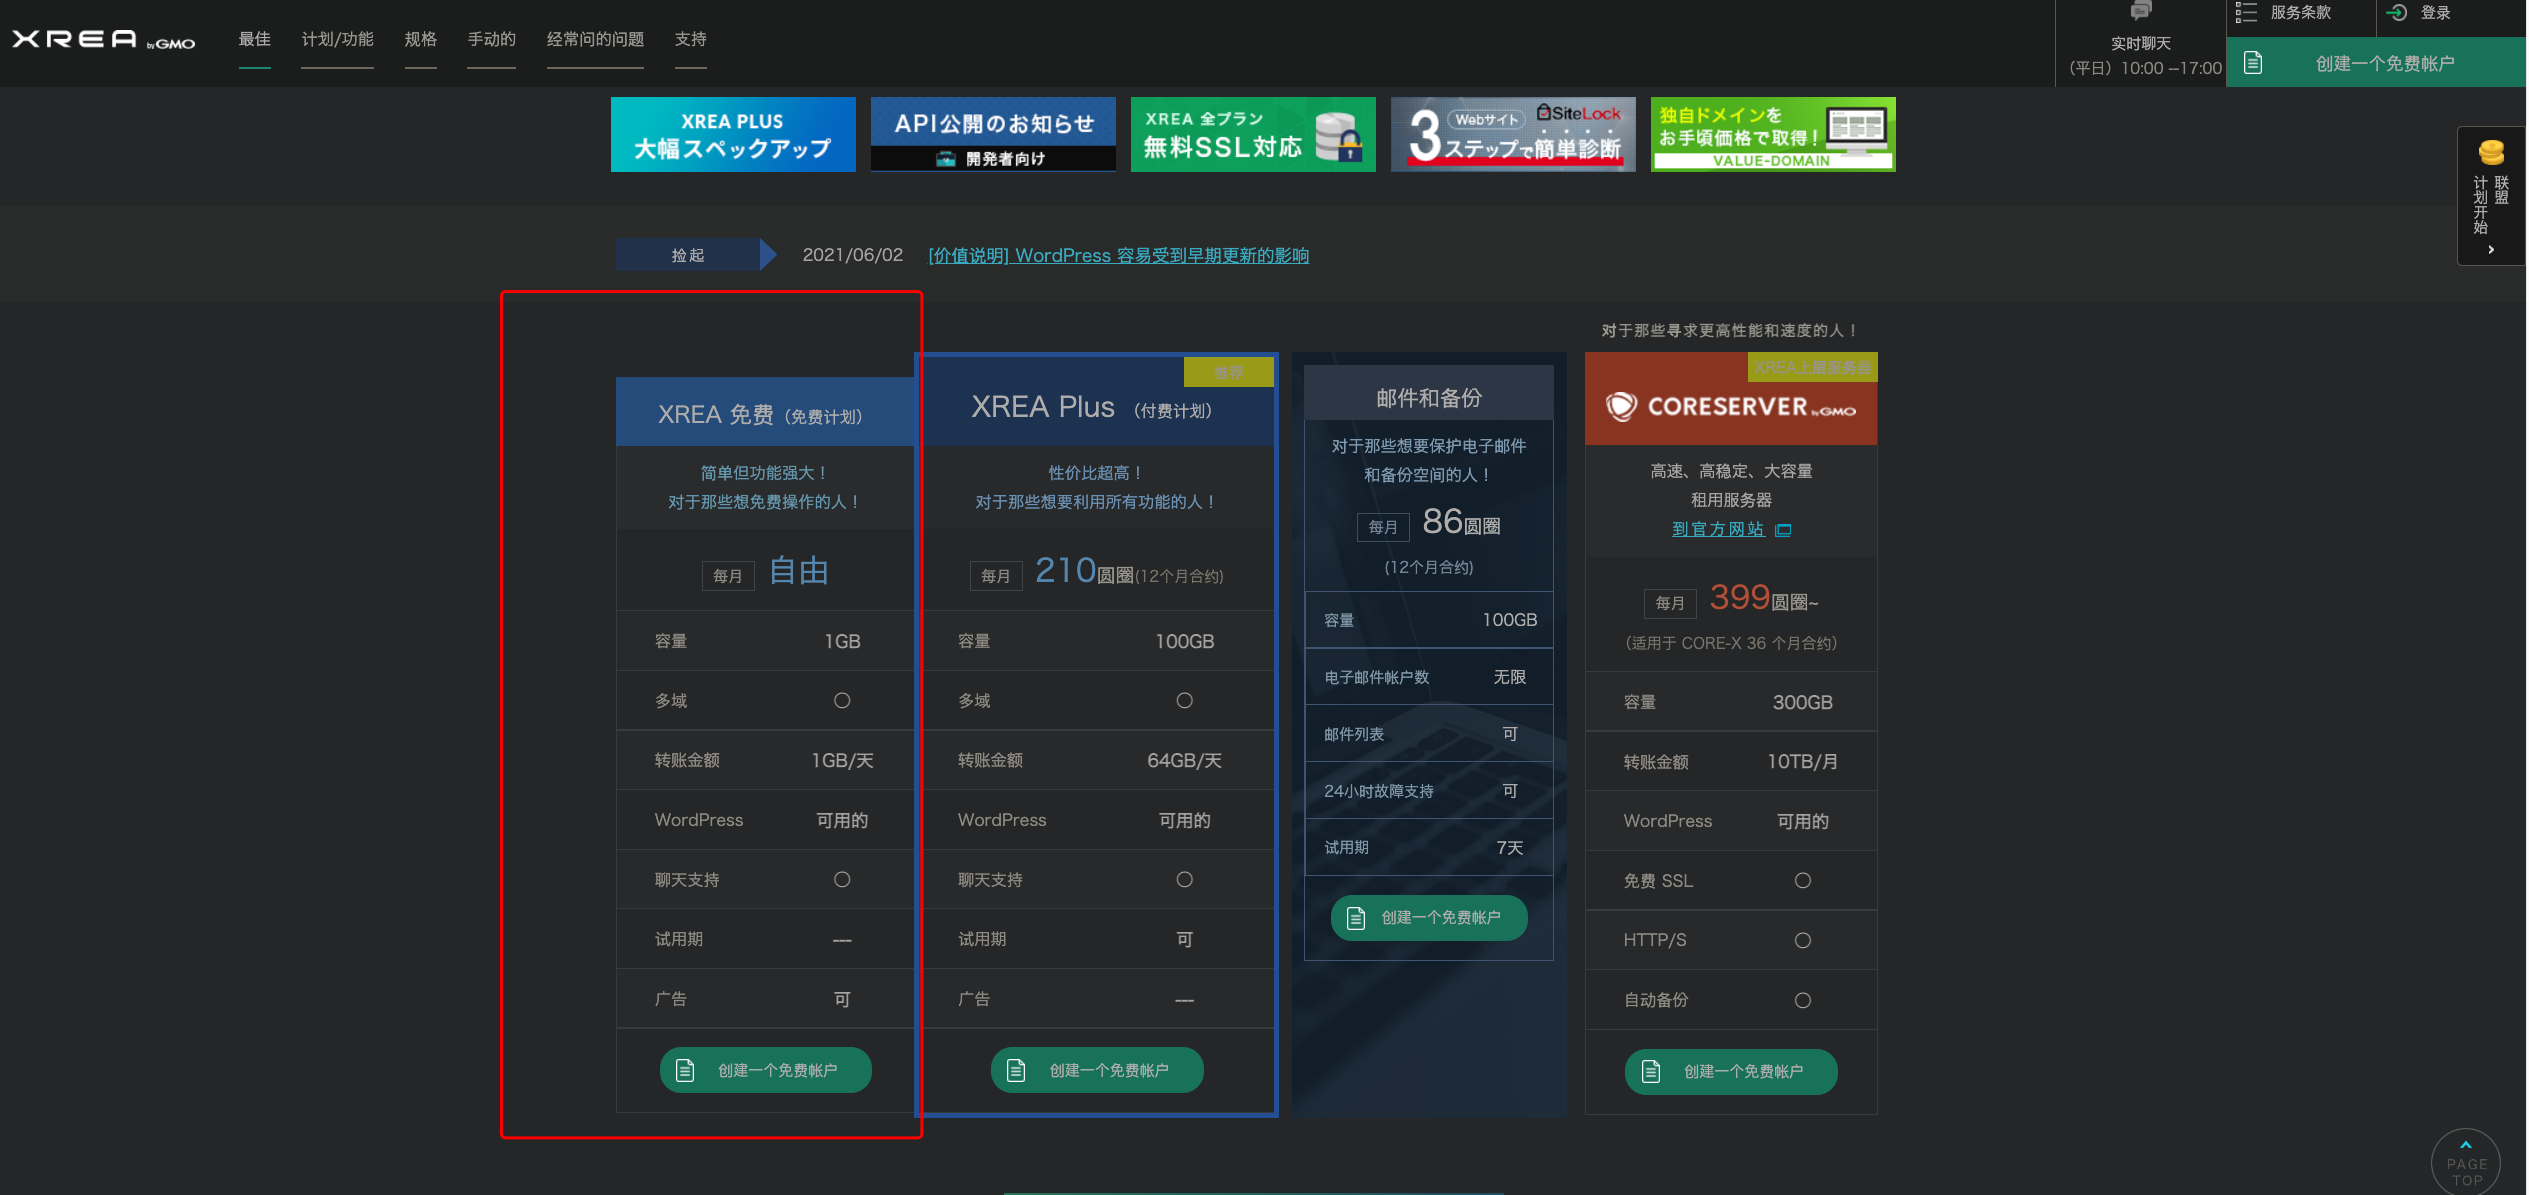 XREA by GMO
最佳
计划/功能
规格
手动的
经常问的问题
支持
实时聊天
(平日) 10:00 --17:00
服务条款
登录
创建一个免费帐户
XREA PLUS
大幅スペックアップ
API公開のお知らせ
開発者向け
XREA 全プラン
無料SSL対応
Webサイト
SiteLock
3ステップで簡単診断
独自ドメインを
お手頃価格で取得!
VALUE-DOMAIN
联盟
计划开始
捡起
2021/06/02
[价值说明] WordPress 容易受到早期更新的影响
XREA 免费 (免费计划)
简单但功能强大!
对于那些想免费操作的人!
每月 自由
容量 1GB
多域 〇
转账金额 1GB/天
WordPress 可用的
聊天支持 〇
试用期 ---
广告 可
创建一个免费帐户
推荐
XREA Plus (付费计划)
性价比超高!
对于那些想要利用所有功能的人!
每月 210圆圈(12个月合约)
容量 100GB
多域 〇
转账金额 64GB/天
WordPress 可用的
聊天支持 〇
试用期 可
广告 ---
创建一个免费帐户
邮件和备份
对于那些想要保护电子邮件
和备份空间的人!
每月 86圆圈
(12个月合约)
容量 100GB
电子邮件帐户数 无限
邮件列表 可
24小时故障支持 可
试用期 7天
创建一个免费帐户
对于那些寻求更高性能和速度的人!
XREA上层服务器
CORESERVER by GMO
高速、高稳定、大容量
租用服务器
到官方网站
每月 399圆圈~
(适用于 CORE-X 36 个月合约)
容量 300GB
转账金额 10TB/月
WordPress 可用的
免费 SSL 〇
HTTP/S 〇
自动备份 〇
创建一个免费帐户
PAGE
TOP